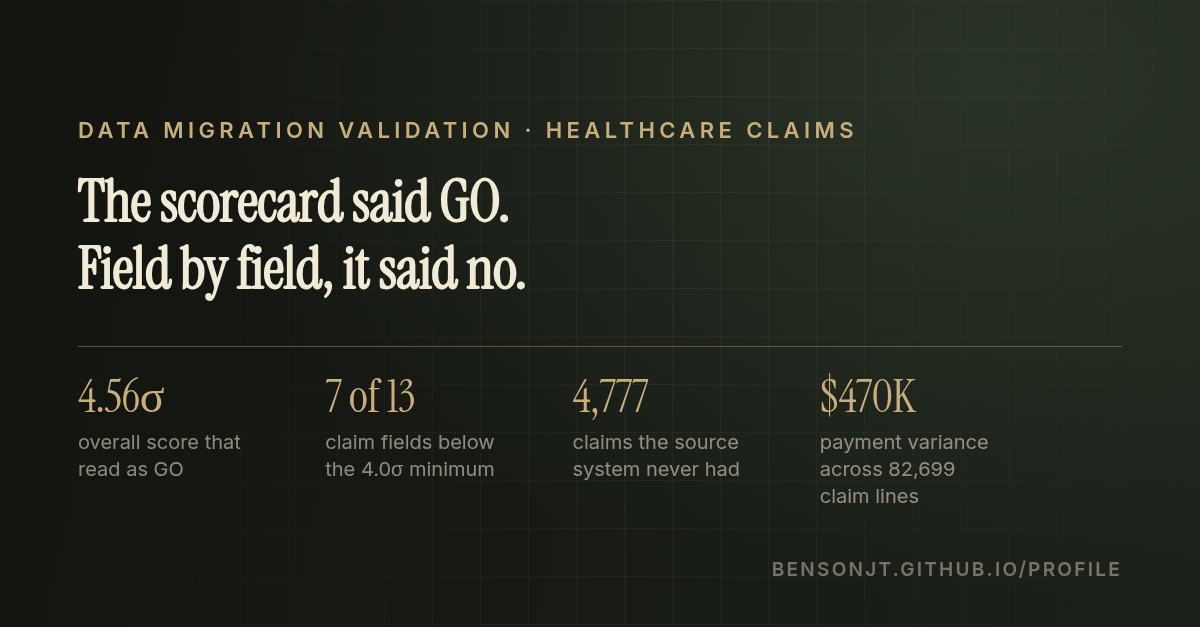 DATA MIGRATION VALIDATION · HEALTHCARE CLAIMS
The scorecard said GO.
Field by field, it said no.
4.56σ
overall score that
read as GO
7 of 13
claim fields below
the 4.0σ minimum
4,777
claims the source
system never had
$470K
payment variance
across 82,699
claim lines
BENSONJT.GITHUB.IO/PROFILE